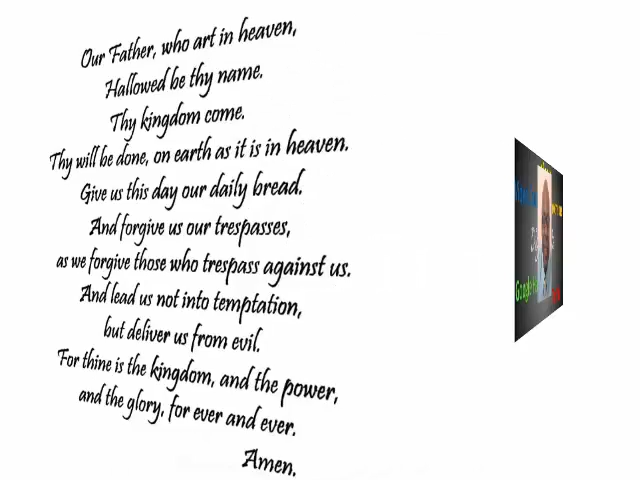 Our Father, who art in heaven,
Hallowed be thy name.
Thy kingdom come.
Thy will be done, on earth as it is in heaven.
Give us this day our daily bread.
And forgive us our trespasses,
as we forgive those who trespass against us.
And lead us not into temptation,
but deliver us from evil.
For thine is the kingdom, and the power,
and the glory, for ever and ever.
Amen.